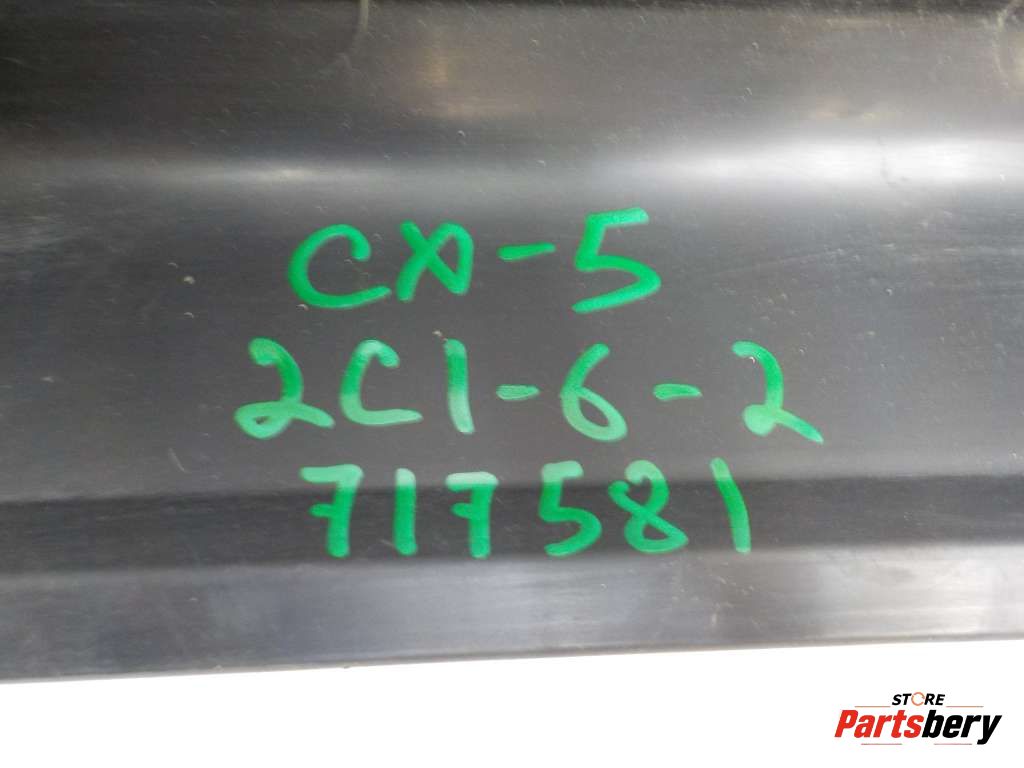 CX-5
2C1-6-2
717581
STORE
Partsbery